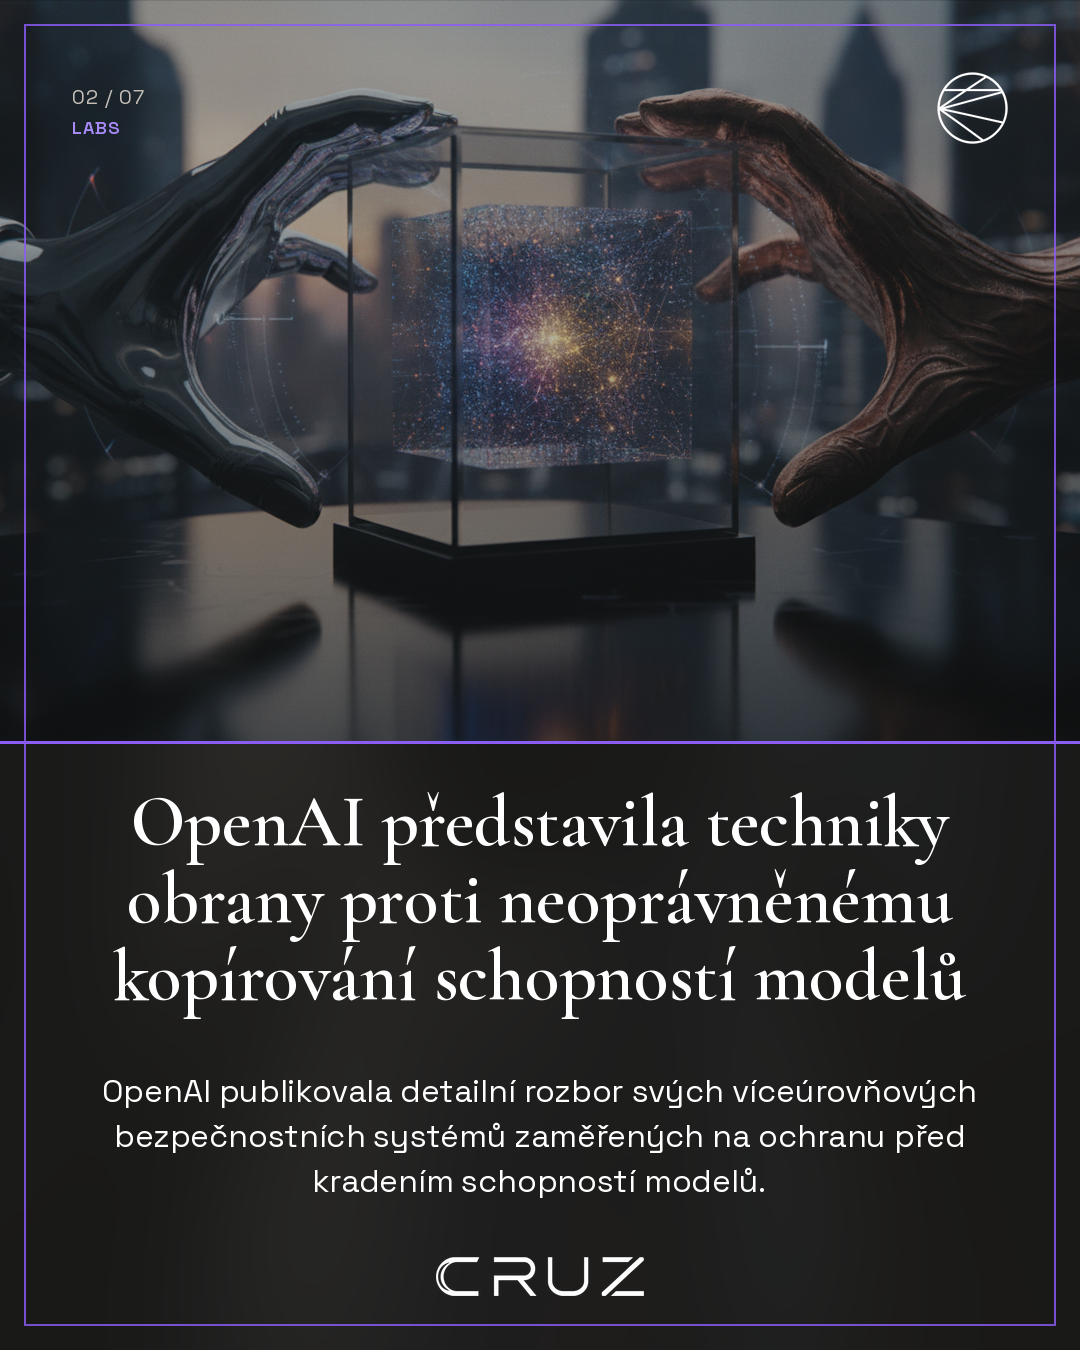 02 / 07
LABS
OpenAI představila techniky
obrany proti neoprávněnému
kopírování schopností modelů
OpenAI publikovala detailní rozbor svých víceúrovňových
bezpečnostních systémů zaměřených na ochranu před
kradením schopností modelů.
CRUZ